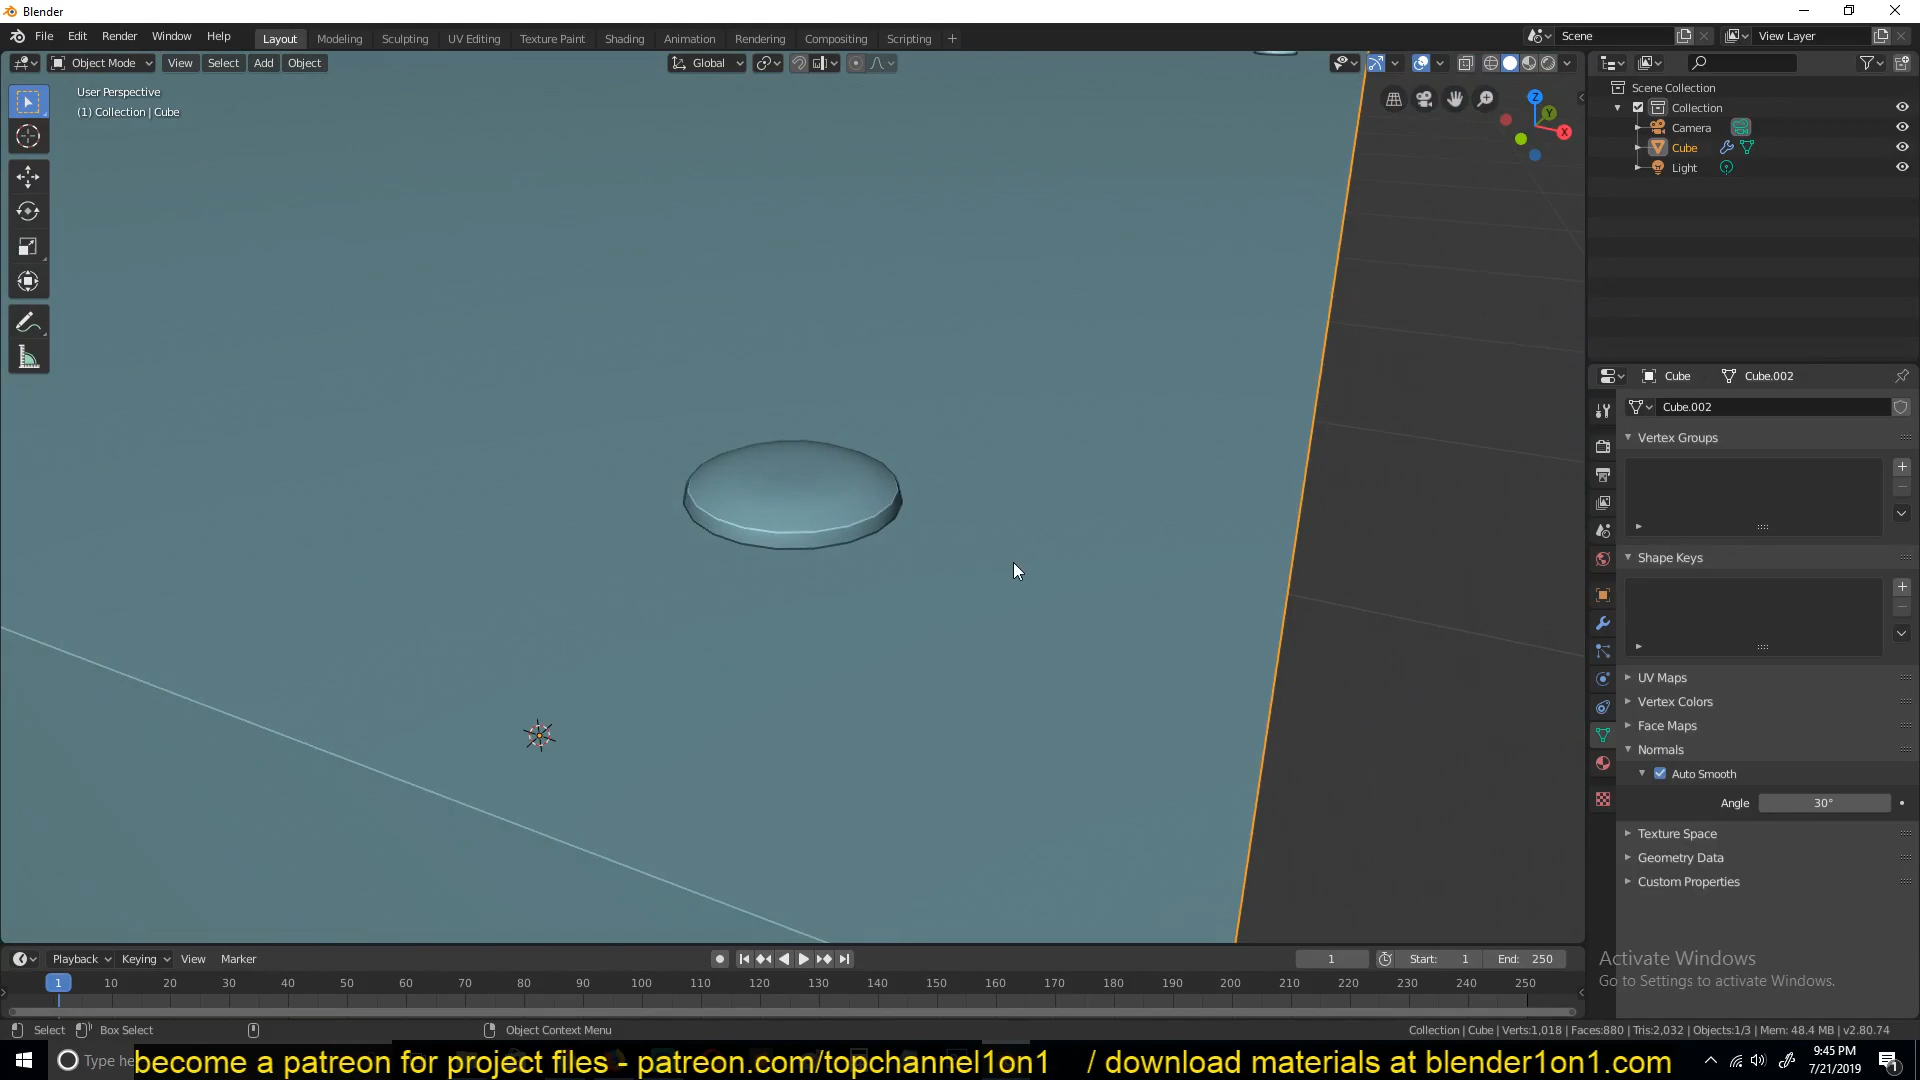 Blender
File Edit Render Window Help Layout Modeling Sculpting UV Editing Texture Paint Shading Animation Rendering Compositing Scripting + Scene View Layer
Object Mode View Select Add Object Global
User Perspective
(1) Collection | Cube
Z
Y
X
Scene Collection
Collection
Camera
Cube
Light
Cube Cube.002
Cube.002
Vertex Groups
Shape Keys
UV Maps
Vertex Colors
Face Maps
Normals
Auto Smooth
Angle 30°
Texture Space
Geometry Data
Custom Properties
Activate Windows
Go to Settings to activate Windows.
Playback Keying View Marker 1 Start: 1 End: 250
1 10 20 30 40 50 60 70 80 90 100 110 120 130 140 150 160 170 180 190 200 210 220 230 240 250
Select Box Select Object Context Menu Collection | Cube | Verts:1,018 | Faces:880 | Tris:2,032 | Objects:1/3 | Mem: 48.4 MB | v2.80.74
Type he
become a patreon for project files - patreon.com/topchannel1on1 / download materials at blender1on1.com
9:45 PM
7/21/2019
1